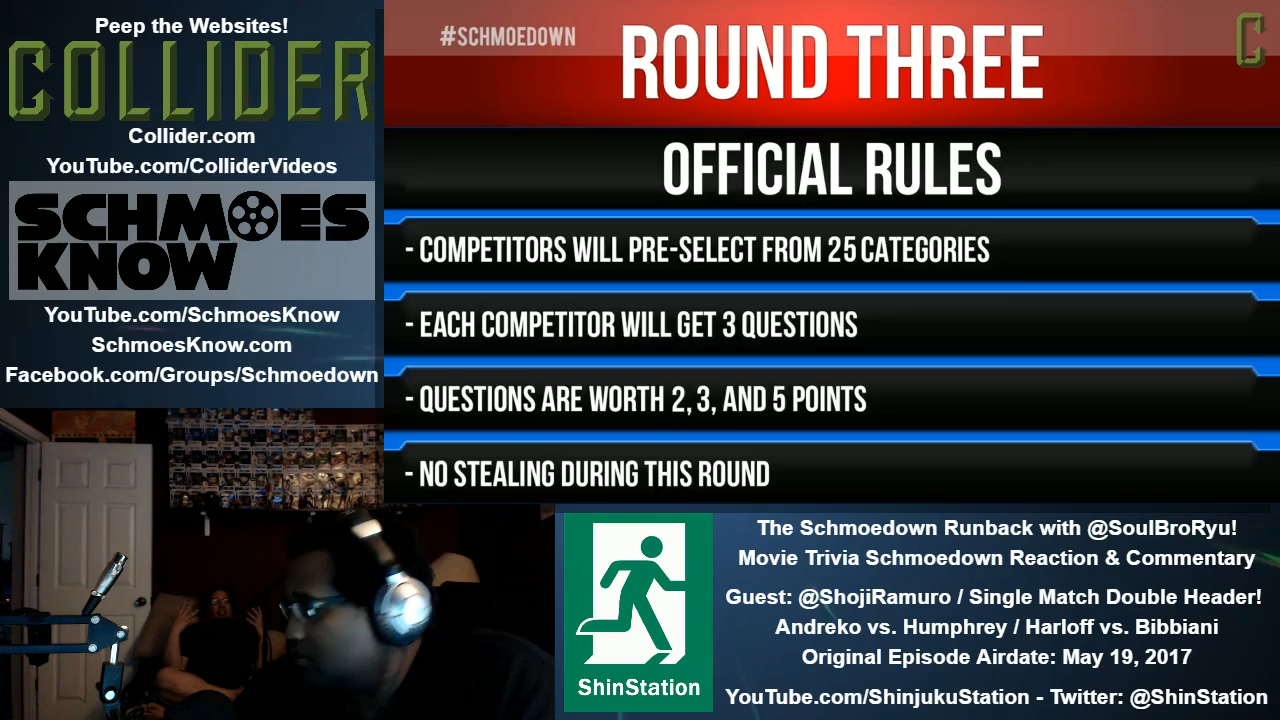 Peep the Websites!
COLLIDER
Collider.com
YouTube.com/ColliderVideos
SCHMOES
KNOW
YouTube.com/SchmoesKnow
SchmoesKnow.com
Facebook.com/Groups/Schmoedown
#SCHMOEDOWN
C
ROUND THREE
OFFICIAL RULES
- COMPETITORS WILL PRE-SELECT FROM 25 CATEGORIES
- EACH COMPETITOR WILL GET 3 QUESTIONS
- QUESTIONS ARE WORTH 2, 3, AND 5 POINTS
- NO STEALING DURING THIS ROUND
ShinStation
The Schmoedown Runback with @SoulBroRyu!
Movie Trivia Schmoedown Reaction & Commentary
Guest: @ShojiRamuro / Single Match Double Header!
Andreko vs. Humphrey / Harloff vs. Bibbiani
Original Episode Airdate: May 19, 2017
YouTube.com/ShinjukuStation - Twitter: @ShinStation